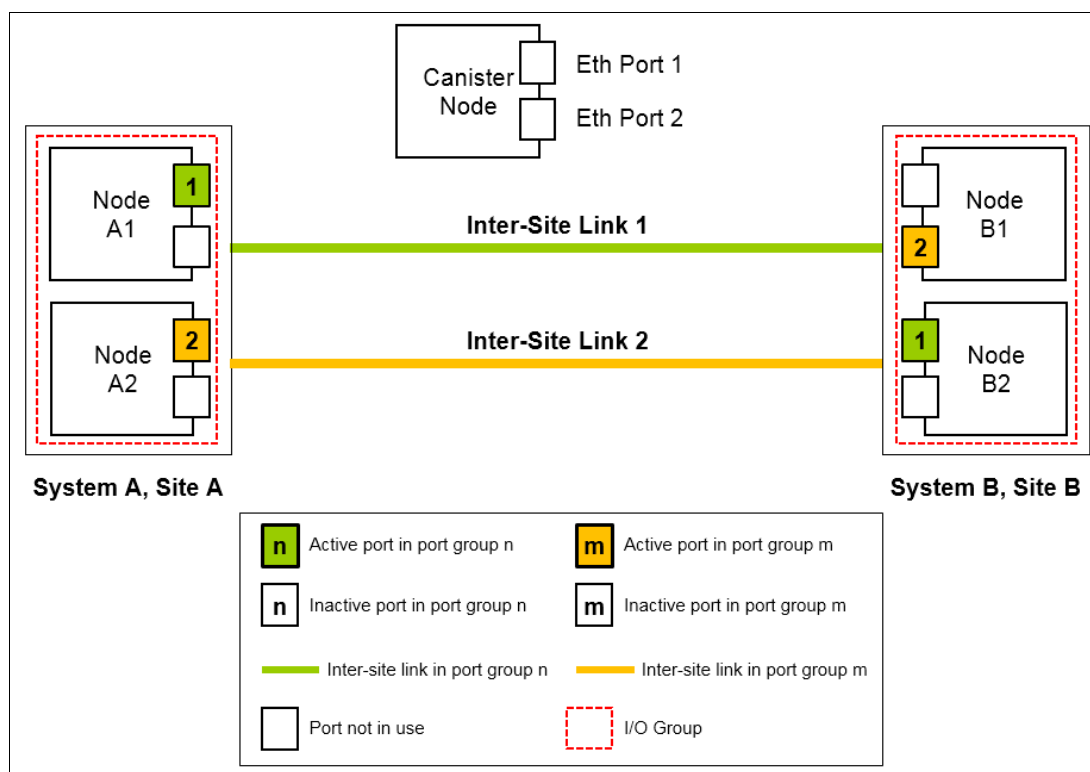 Canister
Node
Eth Port 1
Eth Port 2
Node
A1
1
Node
A2
2
Inter-Site Link 1
Inter-Site Link 2
Node
B1
2
Node
B2
1
System A, Site A
System B, Site B
n Active port in port group n
m Active port in port group m
n Inactive port in port group n
m Inactive port in port group m
Inter-site link in port group n
Inter-site link in port group m
Port not in use
I/O Group